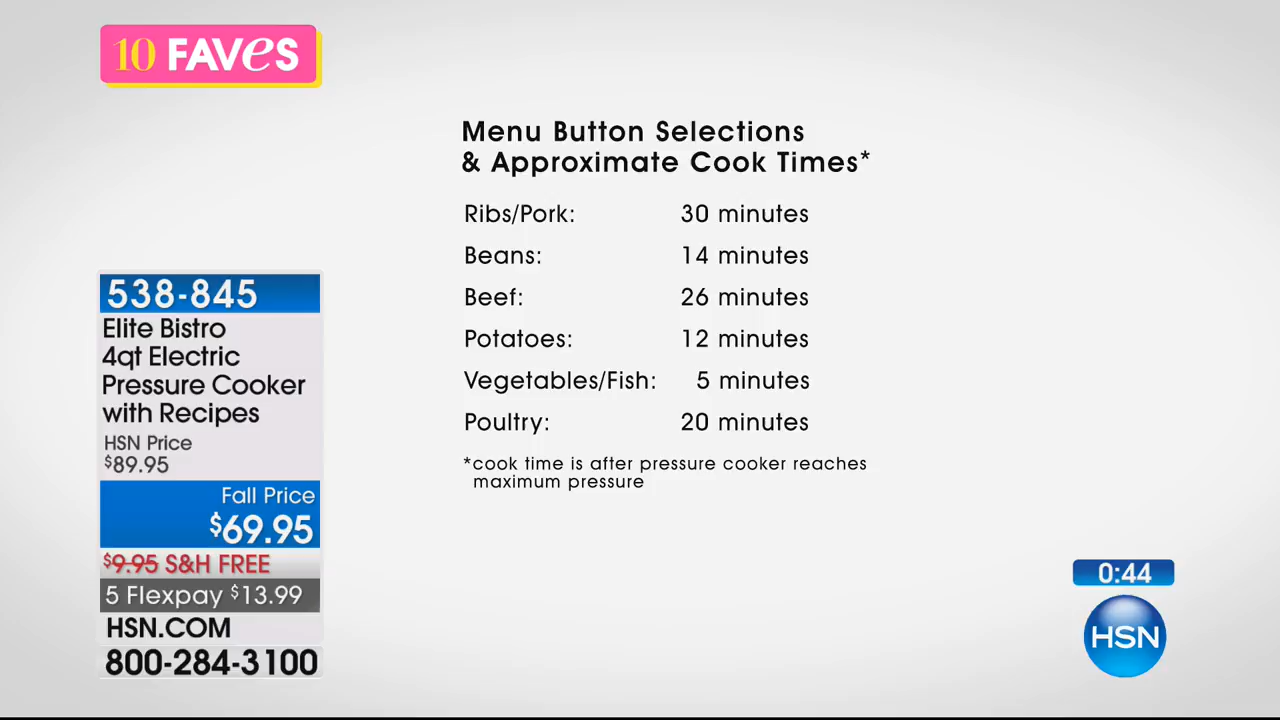 10 FAVeS
Menu Button Selections
& Approximate Cook Times*
Ribs/Pork: 30 minutes
Beans: 14 minutes
Beef: 26 minutes
Potatoes: 12 minutes
Vegetables/Fish: 5 minutes
Poultry: 20 minutes
*cook time is after pressure cooker reaches
maximum pressure
538-845
Elite Bistro
4qt Electric
Pressure Cooker
with Recipes
HSN Price
$89.95
Fall Price
$69.95
$9.95 S&H FREE
5 Flexpay $13.99
HSN.COM
800-284-3100
0:44
HSN